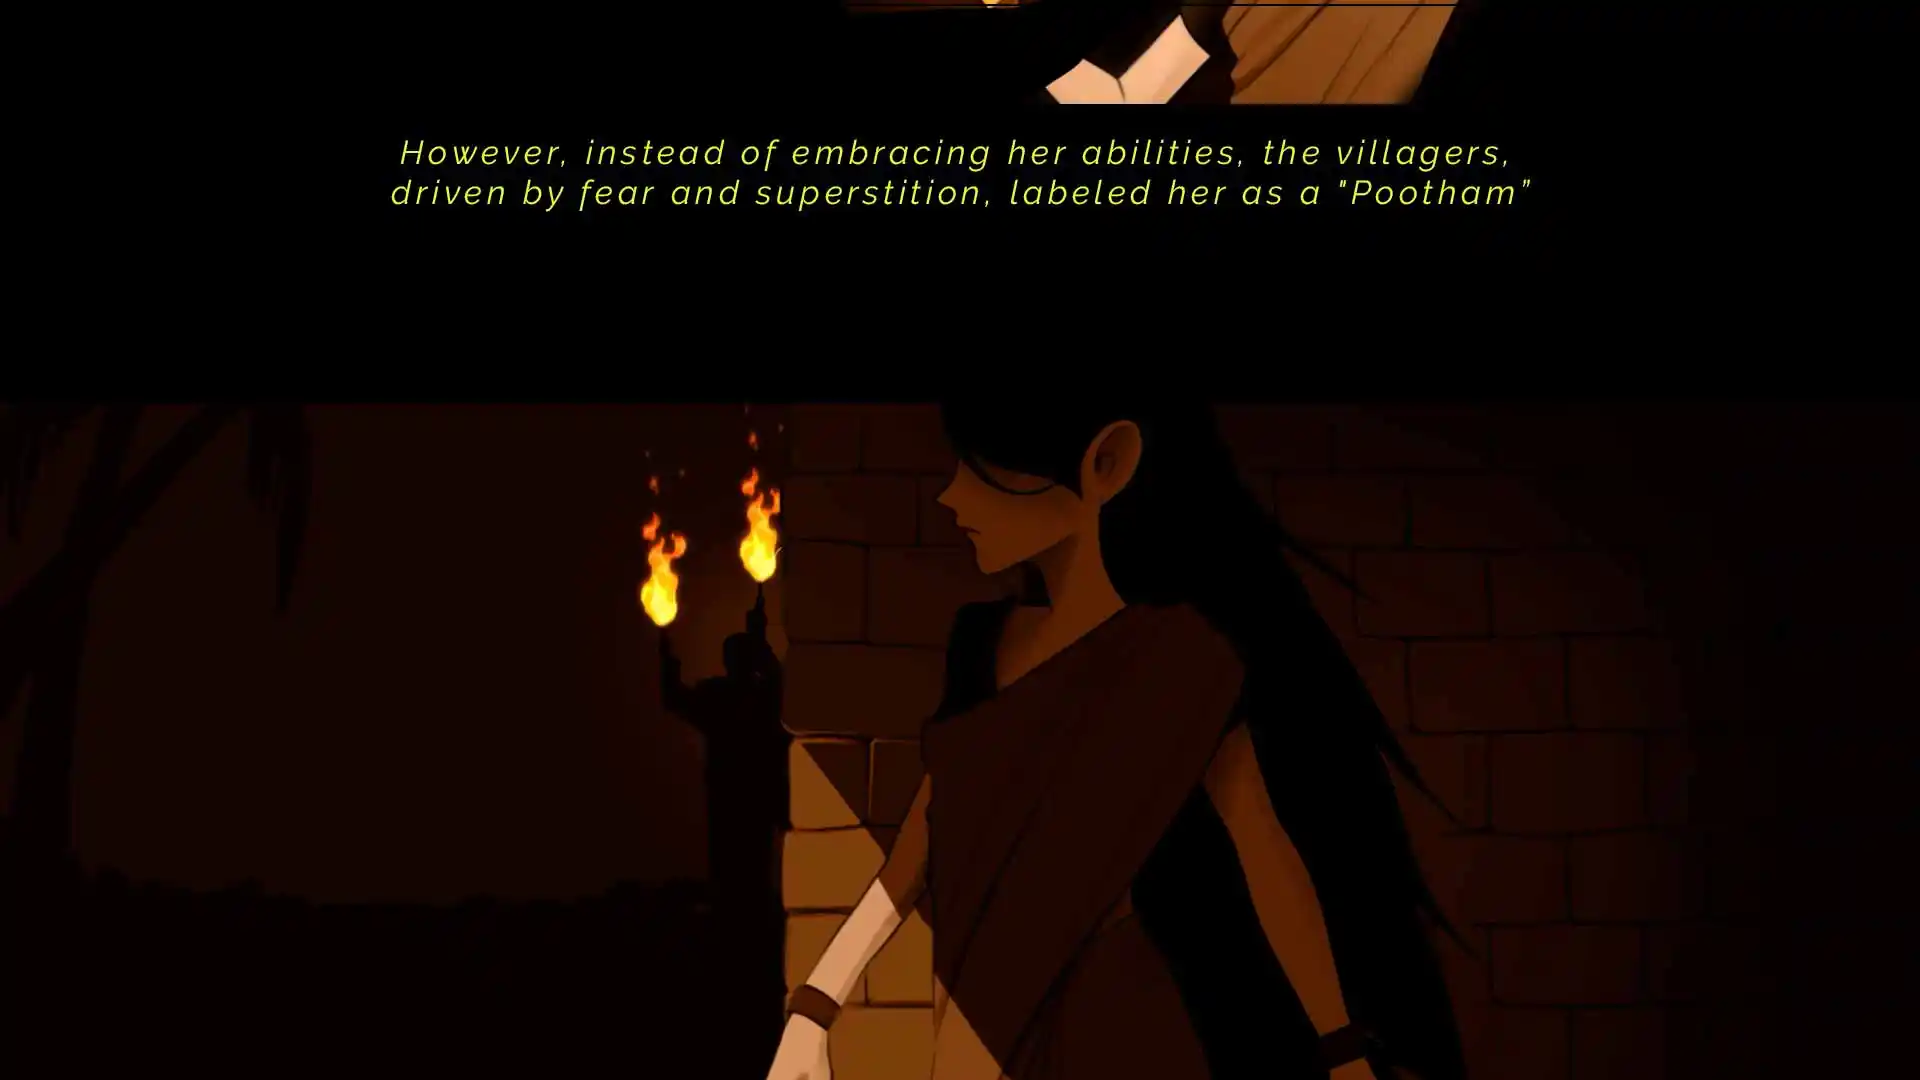 However, instead of embracing her abilities, the villagers,
driven by fear and superstition, labeled her as a "Pootham”